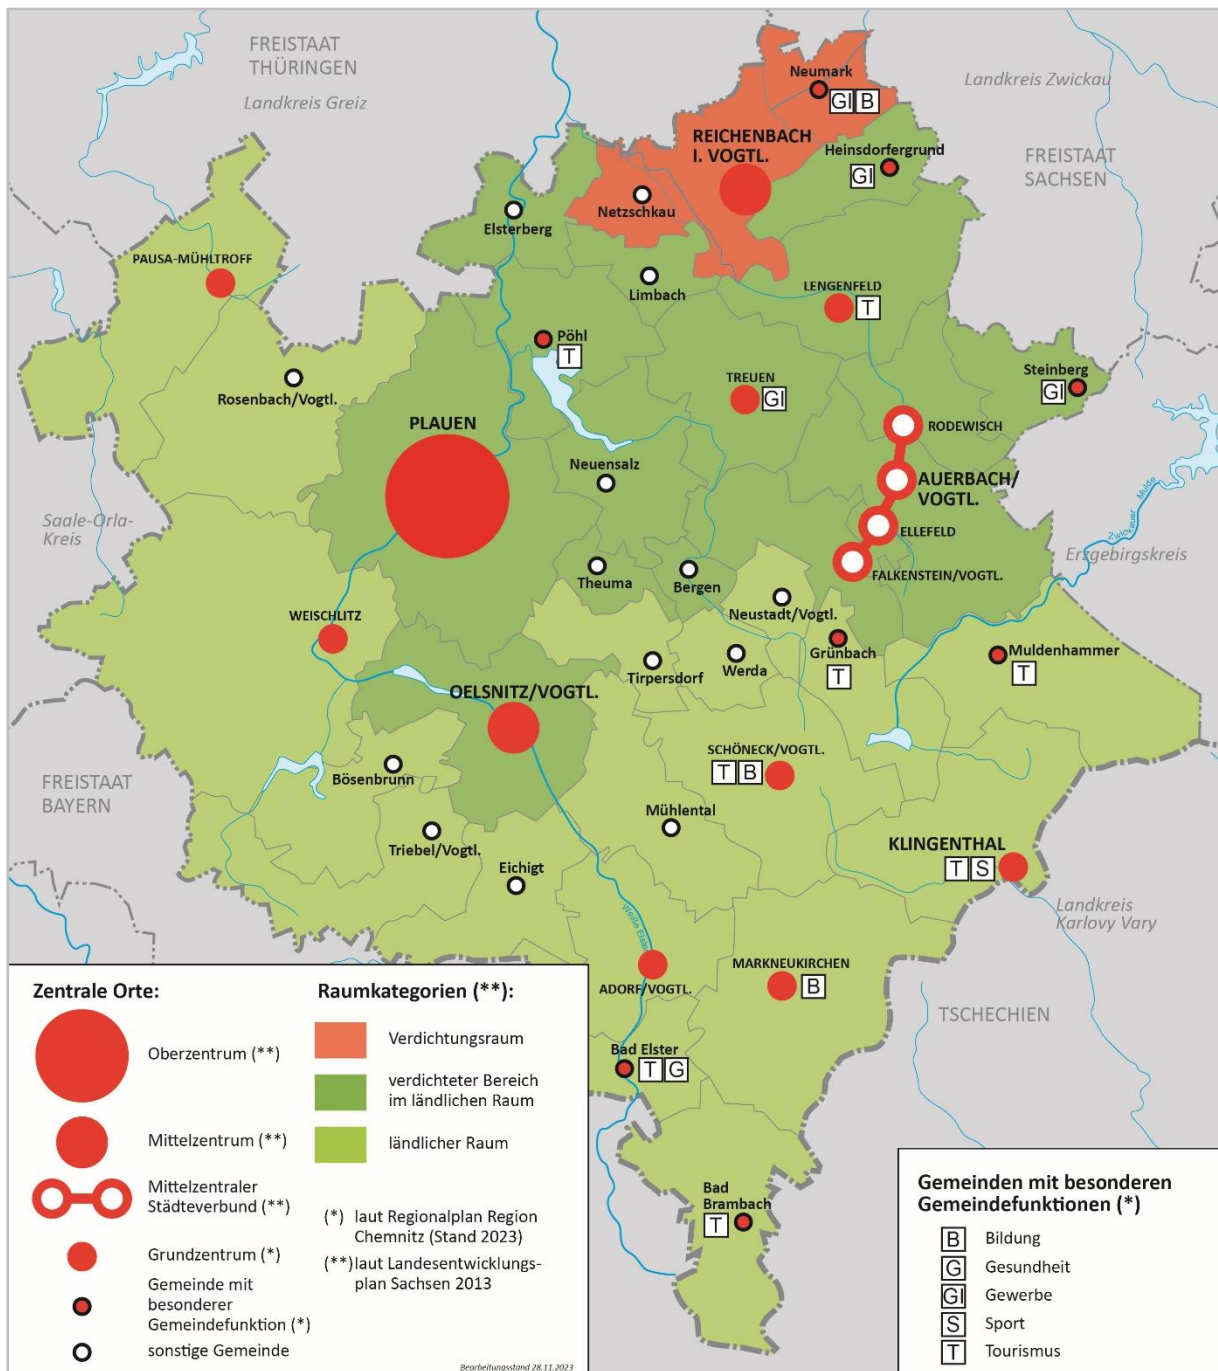 FREISTAAT
THÜRINGEN
Landkreis Greiz
Landkreis Zwickau
FREISTAAT
SACHSEN
Neumark
GI B
REICHENBACH
I. VOGTL.
Heinsdorfergrund
GI
Netzschkau
Elsterberg
PAUSA-MÜHLTROFF
Limbach
LENGENFELD
T
Pöhl
T
Rosenbach/Vogtl.
TREUEN
GI
Steinberg
GI
PLAUEN
RODEWISCH
Neuensalz
AUERBACH/
VOGTL.
Zwickauer Mulde
Saale-Orla-
Kreis
ELLEFELD
Erzgebirgskreis
Theuma
Bergen
FALKENSTEIN/VOGTL.
Neustadt/Vogtl.
WEISCHLITZ
Grünbach
T
Muldenhammer
T
Tirpersdorf
Werda
OELSNITZ/VOGTL.
SCHÖNECK/VOGTL.
T B
FREISTAAT
BAYERN
Bösenbrunn
Mühlental
Triebel/Vogtl.
KLINGENTHAL
T S
Eichigt
Landkreis
Karlovy Vary
Weiße Elster
ADORF/VOGTL.
MARKNEUKIRCHEN
B
TSCHECHIEN
Bad Elster
T G
Bad
Brambach
T
Zentrale Orte:
Oberzentrum (**)
Mittelzentrum (**)
Mittelzentraler
Städteverbund (**)
Grundzentrum (*)
Gemeinde mit
besonderer
Gemeindefunktion (*)
sonstige Gemeinde
Raumkategorien (**):
Verdichtungsraum
verdichteter Bereich
im ländlichen Raum
ländlicher Raum
(*) laut Regionalplan Region
Chemnitz (Stand 2023)
(**) laut Landesentwicklungs-
plan Sachsen 2013
Bearbeitungsstand 28.11.2023
Gemeinden mit besonderen
Gemeindefunktionen (*)
B Bildung
G Gesundheit
GI Gewerbe
S Sport
T Tourismus